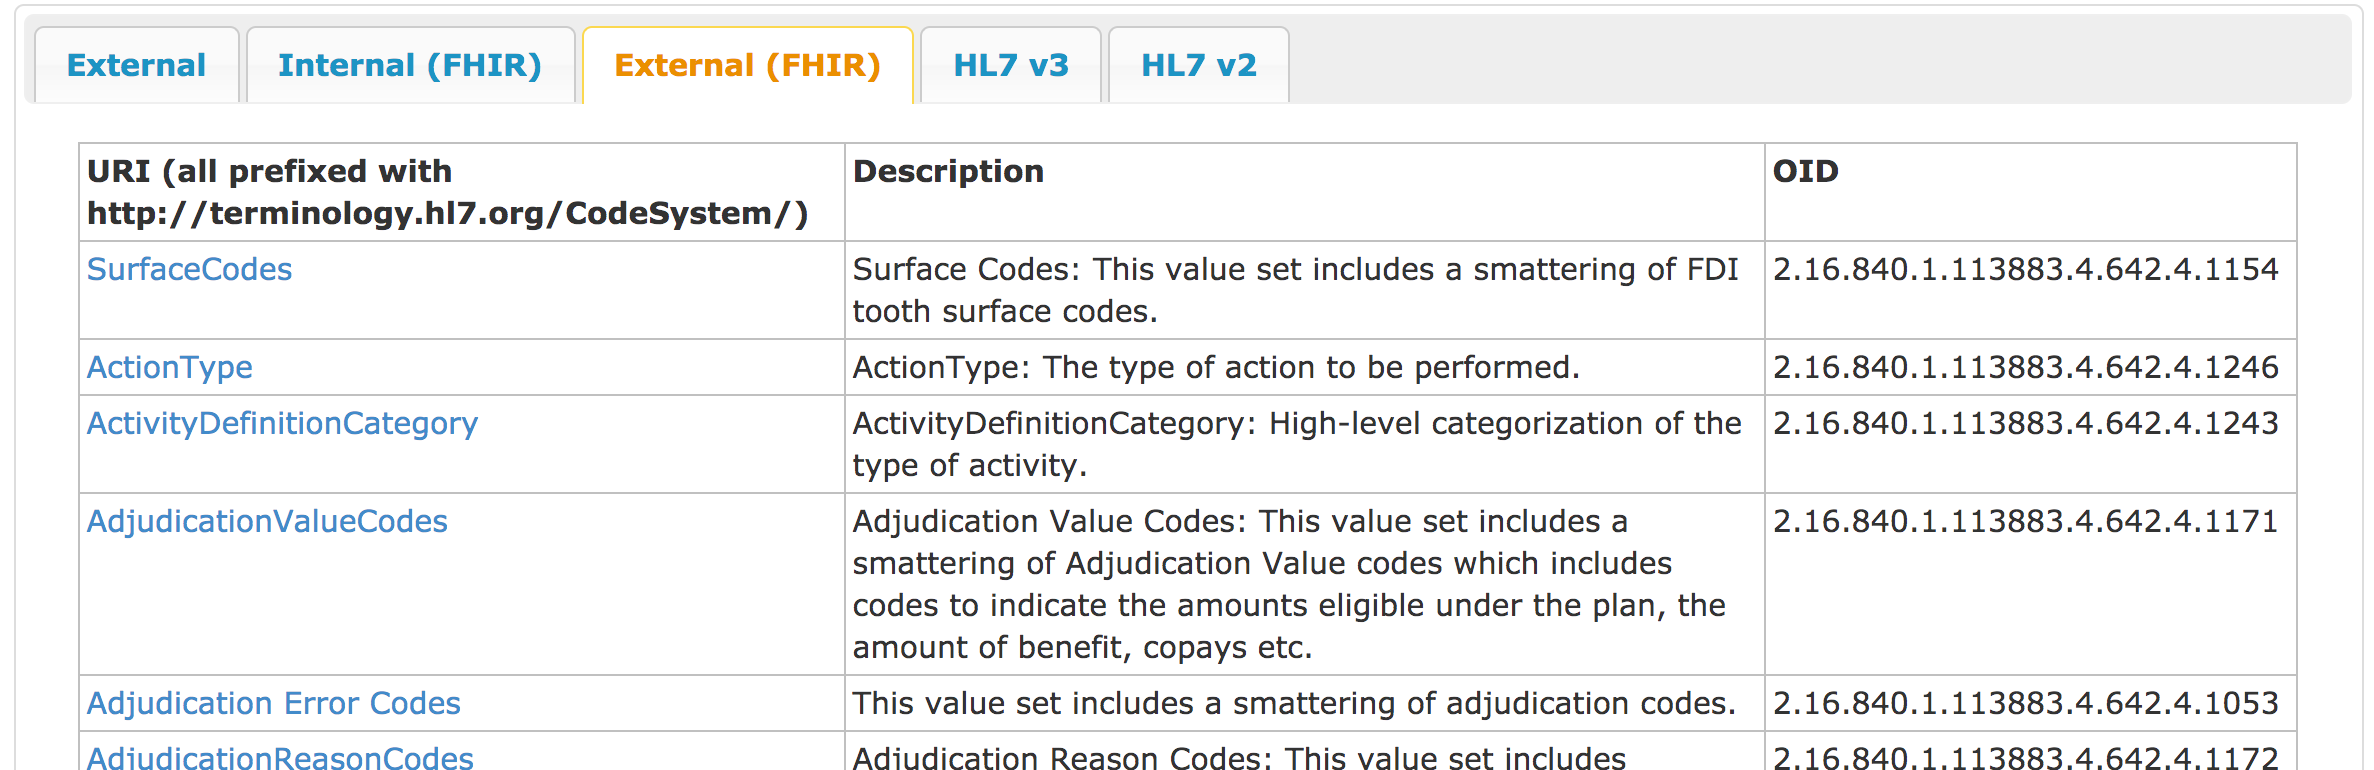 External Internal (FHIR) External (FHIR) HL7 v3 HL7 v2
URI (all prefixed with
http://terminology.hl7.org/CodeSystem/)
Description
OID
SurfaceCodes
Surface Codes: This value set includes a smattering of FDI
tooth surface codes.
2.16.840.1.113883.4.642.4.1154
ActionType
ActionType: The type of action to be performed.
2.16.840.1.113883.4.642.4.1246
ActivityDefinitionCategory
ActivityDefinitionCategory: High-level categorization of the
type of activity.
2.16.840.1.113883.4.642.4.1243
AdjudicationValueCodes
Adjudication Value Codes: This value set includes a
smattering of Adjudication Value codes which includes
codes to indicate the amounts eligible under the plan, the
amount of benefit, copays etc.
2.16.840.1.113883.4.642.4.1171
Adjudication Error Codes
This value set includes a smattering of adjudication codes.
2.16.840.1.113883.4.642.4.1053
AdjudicationReasonCodes
Adjudication Reason Codes: This value set includes
2.16.840.1.113883.4.642.4.1172